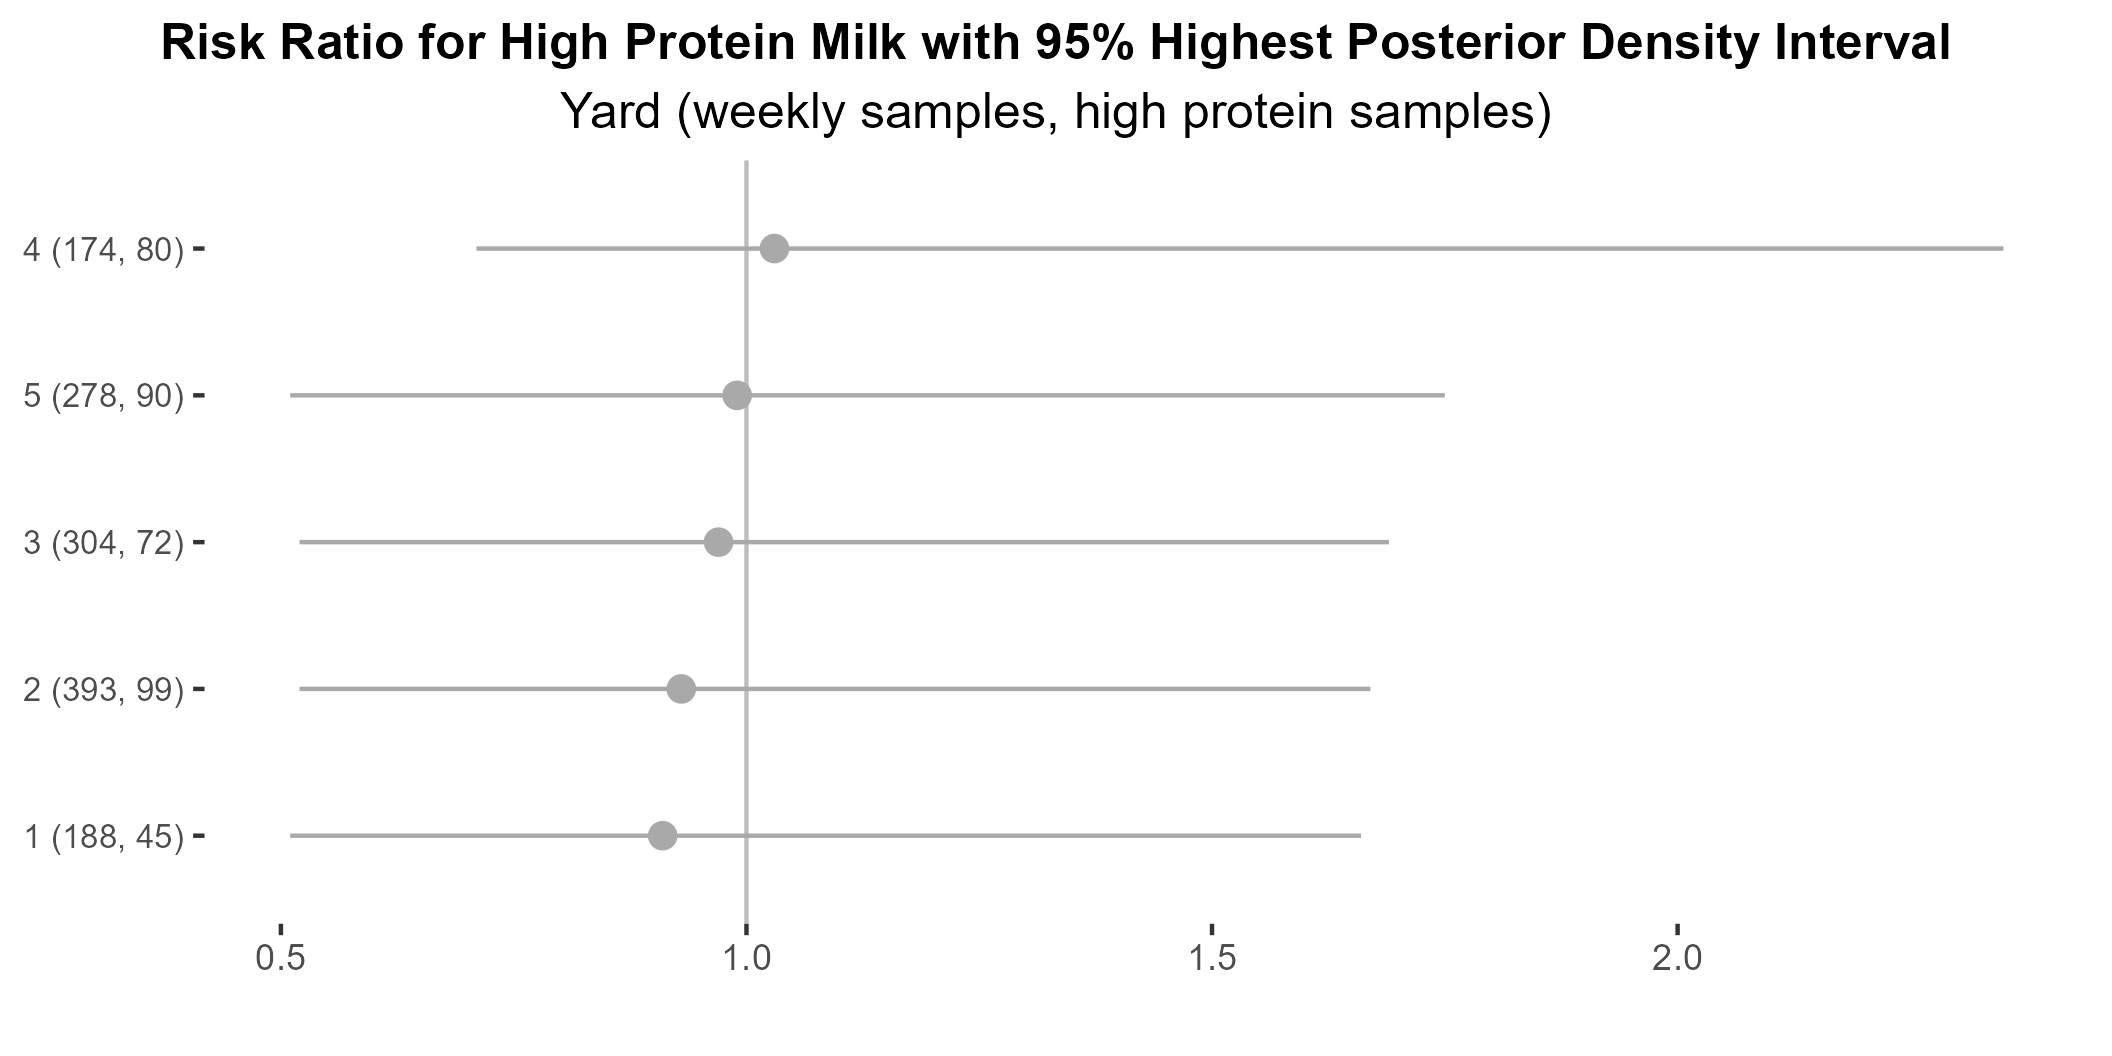 Risk Ratio for High Protein Milk with 95% Highest Posterior Density Interval
Yard (weekly samples, high protein samples)
4 (174, 80)
5 (278, 90)
3 (304, 72)
2 (393, 99)
1 (188, 45)
0.5 1.0 1.5 2.0